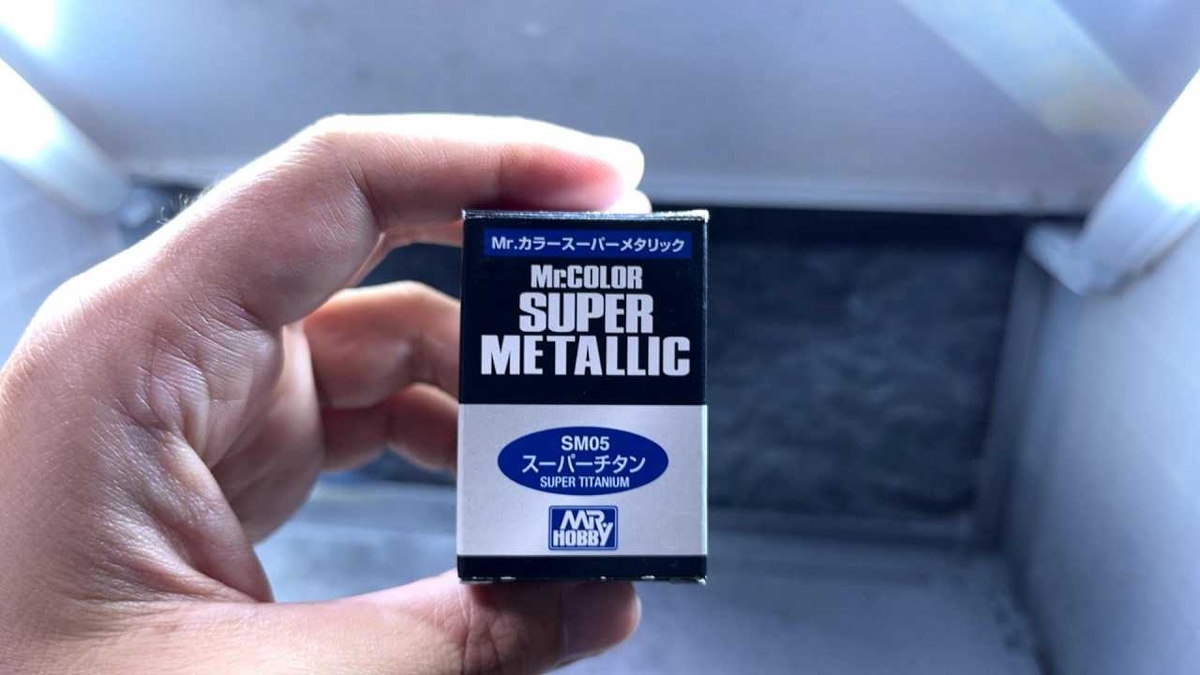 Mr.カラースーパーメタリック
Mr.COLOR
SUPER
METALLIC
SM05
スーパーチタン
SUPER TITANIUM
MR.
HOBBY